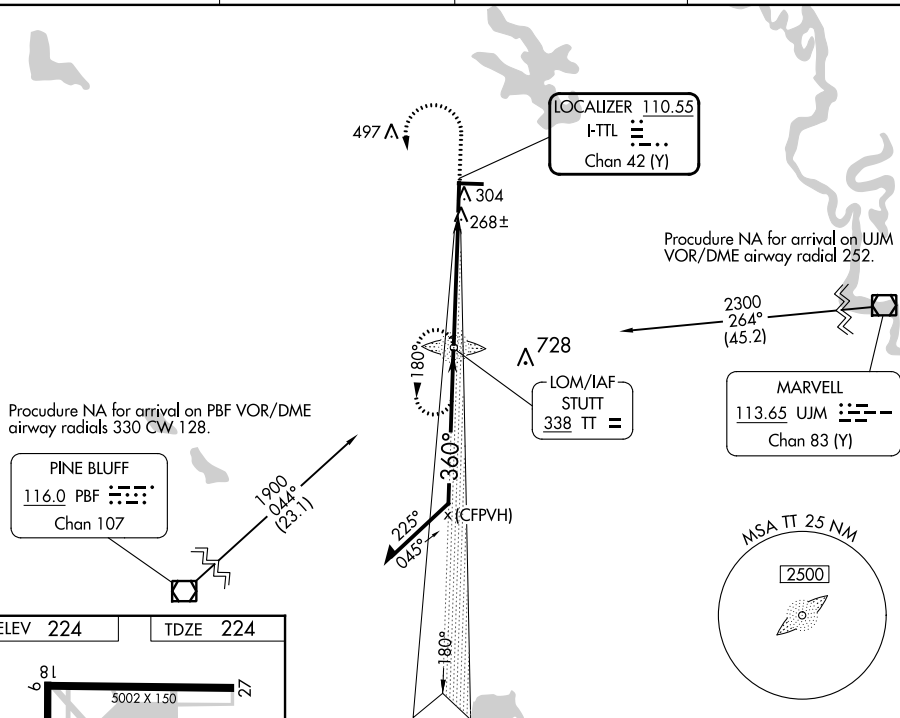 LOCALIZER 110.55
I-TTL
Chan 42 (Y)
497
304
268±
Procudure NA for arrival on UJM
VOR/DME airway radial 252.
2300
264°
(45.2)
728
180°
LOM/IAF
STUTT
338 TT
MARVELL
113.65 UJM
Chan 83 (Y)
Procudure NA for arrival on PBF VOR/DME
airway radials 330 CW 128.
PINE BLUFF
116.0 PBF
Chan 107
1900
044°
(23.1)
360°
(CFPVH)
225°
045°
MSA TT 25 NM
2500
180°
ELEV 224
TDZE 224
18
9
5002 X 150
27